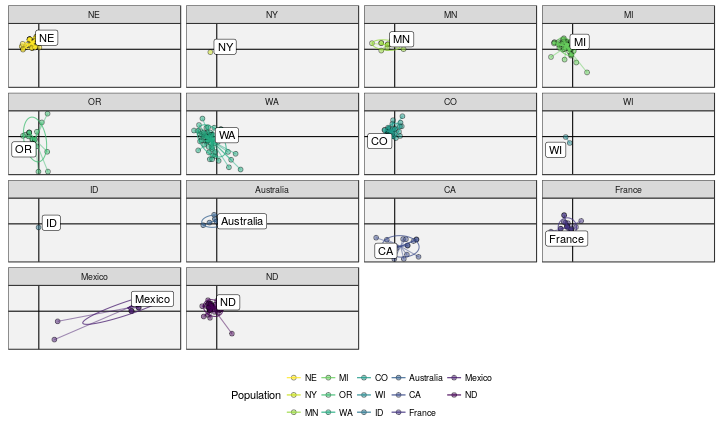 NE NY MN MI
NE NY MN MI
OR WA CO WI
OR WA CO WI
ID Australia CA France
ID Australia CA France
Mexico ND
Mexico ND
NE MI CO Australia Mexico
Population NY OR WI CA ND
MN WA ID France